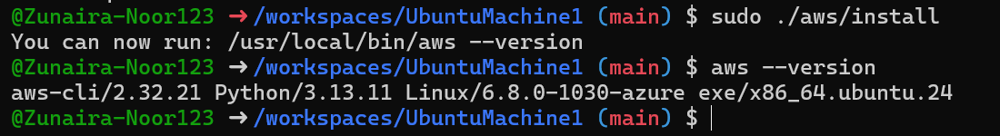 @Zunaira-Noor123 ➜ /workspaces/UbuntuMachine1 (main) $ sudo ./aws/install
You can now run: /usr/local/bin/aws --version
@Zunaira-Noor123 ➜ /workspaces/UbuntuMachine1 (main) $ aws --version
aws-cli/2.32.21 Python/3.13.11 Linux/6.8.0-1030-azure exe/x86_64.ubuntu.24
@Zunaira-Noor123 ➜ /workspaces/UbuntuMachine1 (main) $